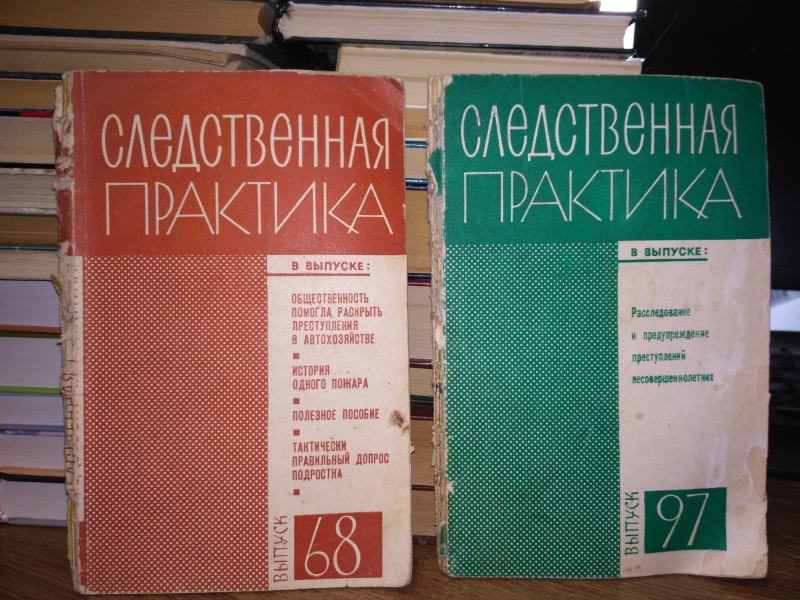 СЛЕДСТВЕННАЯ
ПРАКТИКА
В ВЫПУСКЕ:
ОБЩЕСТВЕННОСТЬ
ПОМОГЛА РАСКРЫТЬ
ПРЕСТУПЛЕНИЯ
В АВТОХОЗЯЙСТВЕ
ИСТОРИЯ
ОДНОГО ПОЖАРА
ПОЛЕЗНОЕ ПОСОБИЕ
ТАКТИЧЕСКИ
ПРАВИЛЬНЫЙ ДОПРОС
ПОДРОСТКА
ВЫПУСК
68
СЛЕДСТВЕННАЯ
ПРАКТИКА
В ВЫПУСКЕ:
Расследование
и предупреждение
преступлений
несовершеннолетних
ВЫПУСК
97